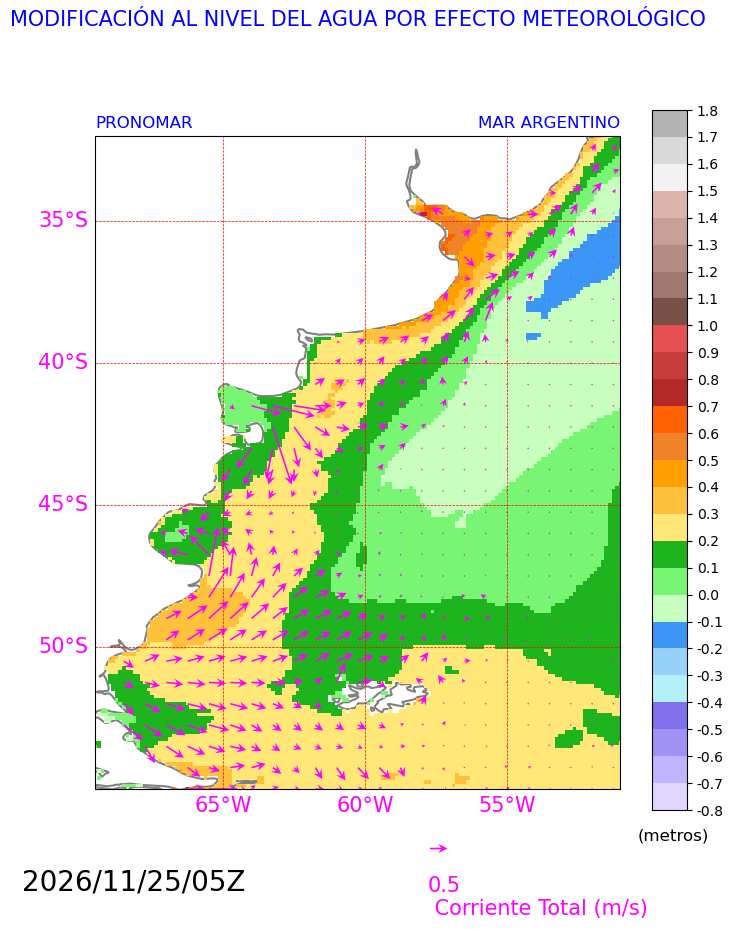 MODIFICACIÓN AL NIVEL DEL AGUA POR EFECTO METEOROLÓGICO
PRONOMAR MAR ARGENTINO
1.8
1.7
1.6
1.5
1.4
1.3
1.2
1.1
1.0
0.9
0.8
0.7
0.6
0.5
0.4
0.3
0.2
0.1
0.0
-0.1
-0.2
-0.3
-0.4
-0.5
-0.6
-0.7
-0.8
(metros)
35°S
40°S
45°S
50°S
65°W 60°W 55°W
2026/11/25/05Z
0.5
Corriente Total (m/s)